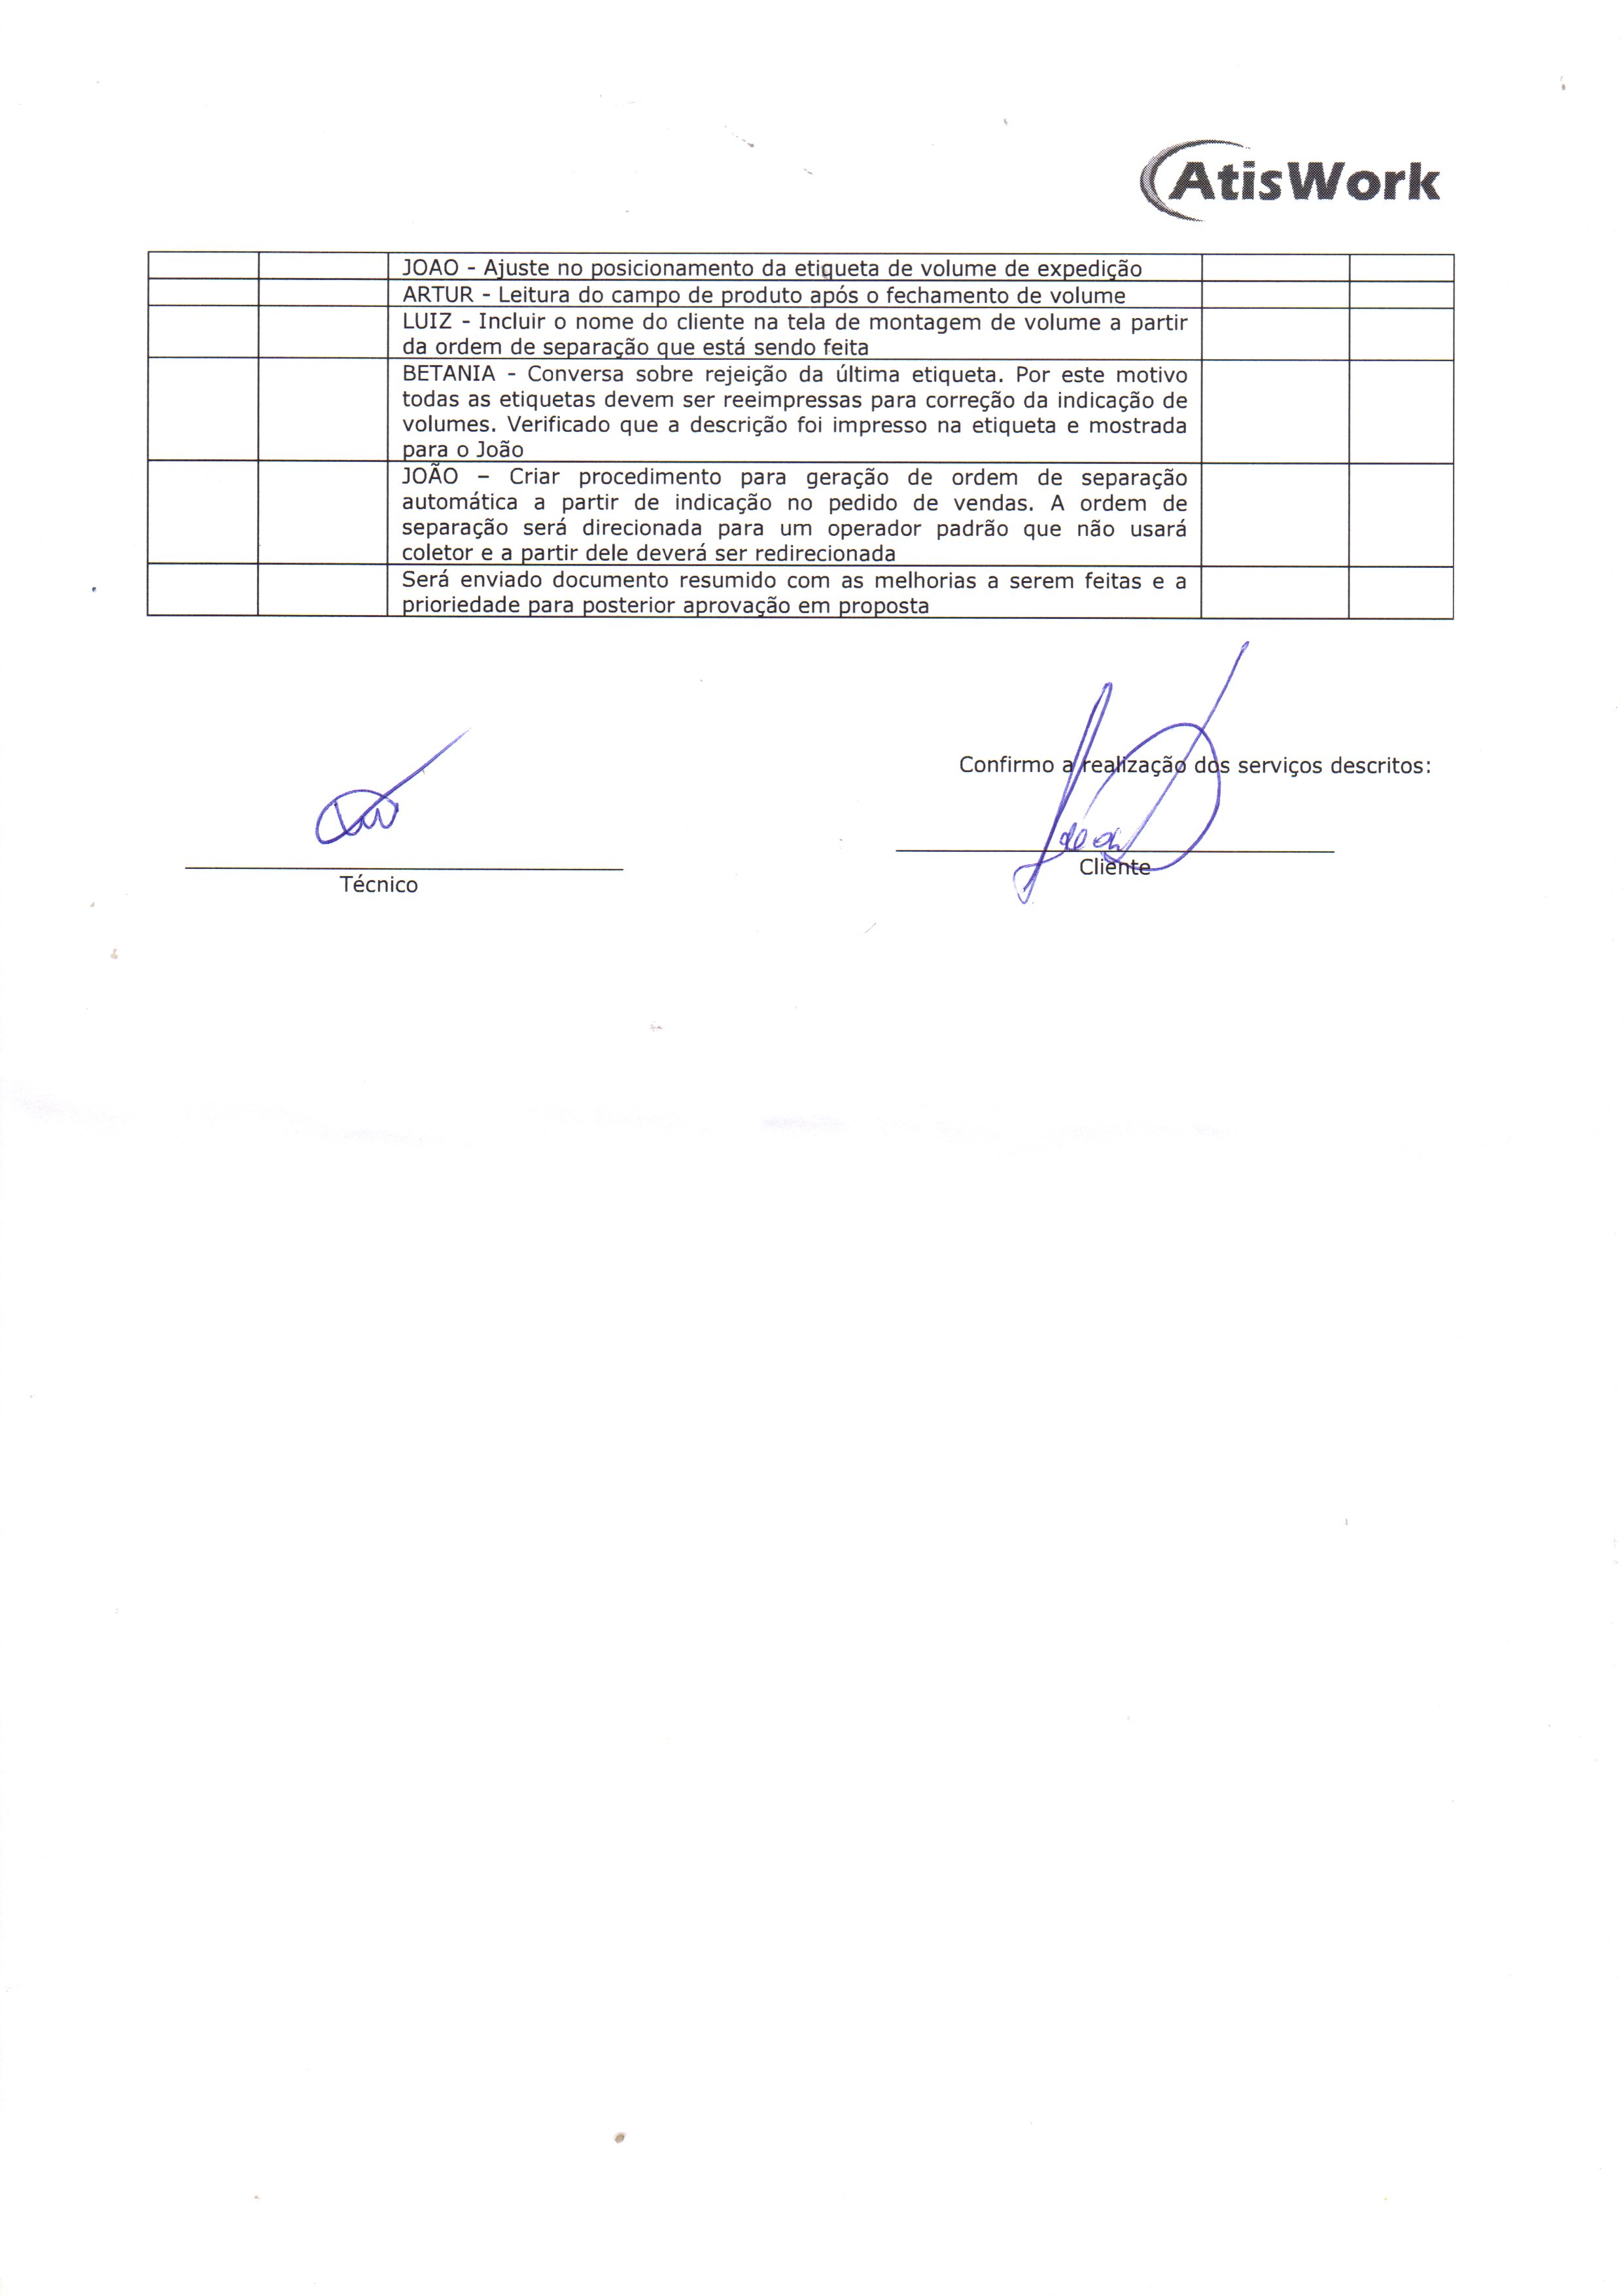 AtisWork
JOAO - Ajuste no posicionamento da etiqueta de volume de expedição
ARTUR - Leitura do campo de produto após o fechamento de volume
LUIZ - Incluir o nome do cliente na tela de montagem de volume a partir
da ordem de separação que está sendo feita
BETANIA - Conversa sobre rejeição da última etiqueta. Por este motivo
todas as etiquetas devem ser reeimpressas para correção da indicação de
volumes. Verificado que a descrição foi impresso na etiqueta e mostrada
para o João
JOÃO – Criar procedimento para geração de ordem de separação
automática a partir de indicação no pedido de vendas. A ordem de
separação será direcionada para um operador padrão que não usará
coletor e a partir dele deverá ser redirecionada
Será enviado documento resumido com as melhorias a serem feitas e a
prioriedade para posterior aprovação em proposta
Confirmo a realização dos serviços descritos:
Cliente
Técnico